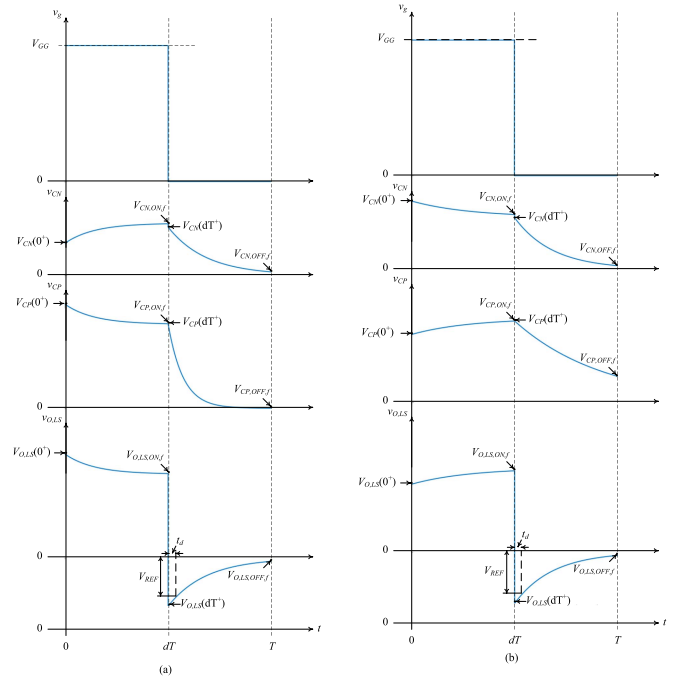 v_g
V_GG
0
v_CN
V_CN(0⁺)
V_CN,ON,f
V_CN(dT⁺)
V_CN,OFF,f
0
v_CP
V_CP(0⁺)
V_CP,ON,f
V_CP(dT⁺)
V_CP,OFF,f
0
v_O,LS
V_O,LS(0⁺)
V_O,LS,ON,f
t_d
0
V_REF
V_O,LS,OFF,f
V_O,LS(dT⁺)
0
t
0 dT T
(a)
v_g
V_GG
0
v_CN
V_CN(0⁺)
V_CN,ON,f
V_CN(dT⁺)
V_CN,OFF,f
0
v_CP
V_CP(0⁺)
V_CP,ON,f
V_CP(dT⁺)
V_CP,OFF,f
0
v_O,LS
V_O,LS,ON,f
V_O,LS(0⁺)
t_d
0
V_REF
V_O,LS,OFF,f
V_O,LS(dT⁺)
0
t
0 dT T
(b)